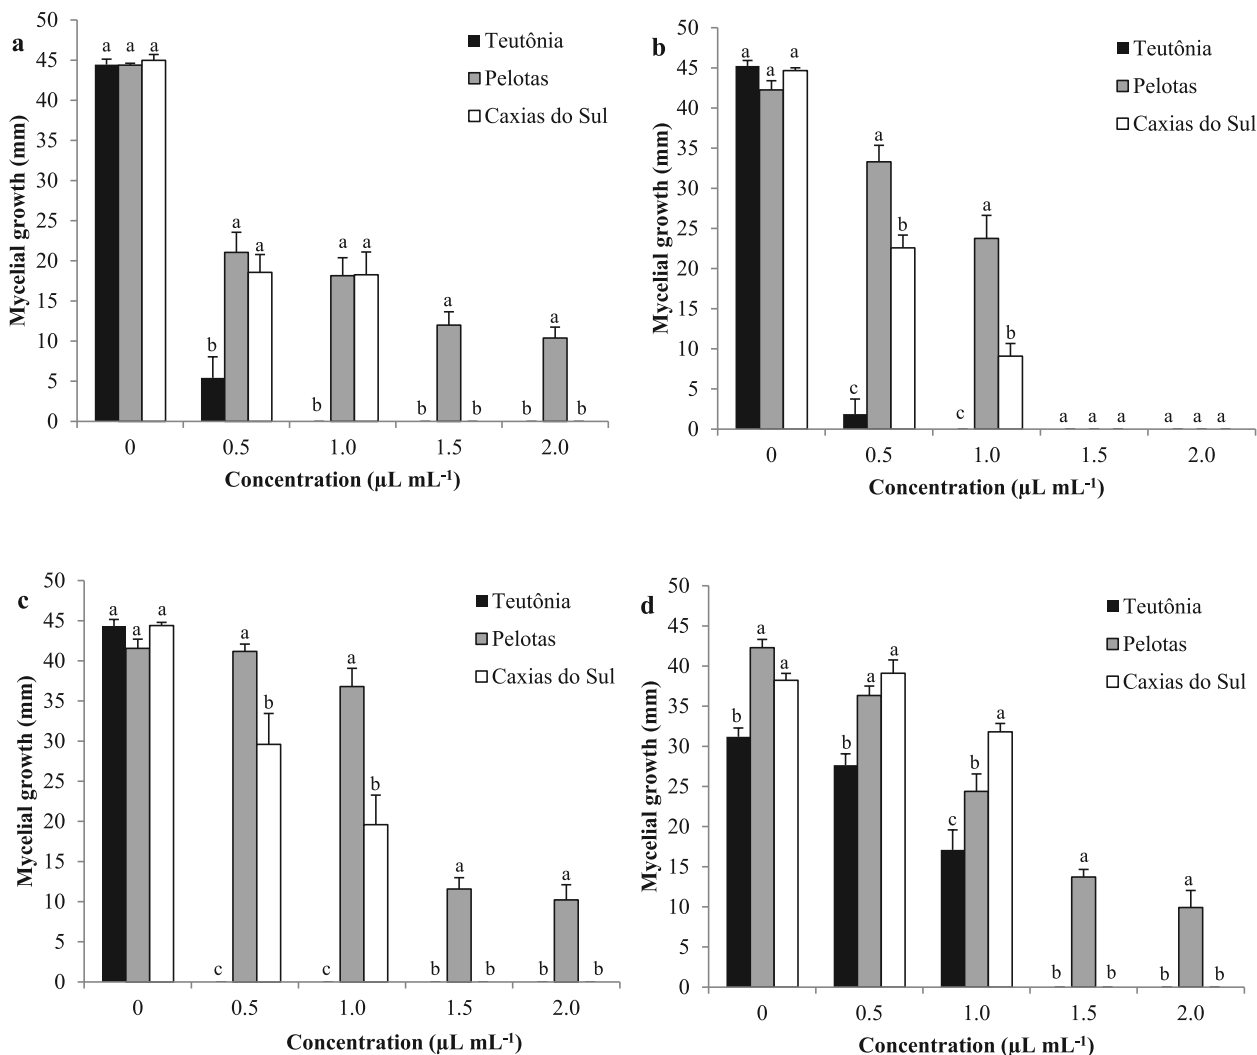 a
Mycelial growth (mm)
50
45
40
35
30
25
20
15
10
5
0
a a a
b a a
b a a
b a b
b a b
Teutônia
Pelotas
Caxias do Sul
0 0.5 1.0 1.5 2.0
Concentration (µL mL⁻¹)
b
Mycelial growth (mm)
50
45
40
35
30
25
20
15
10
5
0
a a a
c a b
c a b
a a a
a a a
Teutônia
Pelotas
Caxias do Sul
0 0.5 1.0 1.5 2.0
Concentration (µL mL⁻¹)
c
Mycelial growth (mm)
50
45
40
35
30
25
20
15
10
5
0
a a a
c a b
c a b
b a b
b a b
Teutônia
Pelotas
Caxias do Sul
0 0.5 1.0 1.5 2.0
Concentration (µL mL⁻¹)
d
Mycelial growth (mm)
50
45
40
35
30
25
20
15
10
5
0
b a a
b a a
c b a
b a b
b a b
Teutônia
Pelotas
Caxias do Sul
0 0.5 1.0 1.5 2.0
Concentration (µL mL⁻¹)